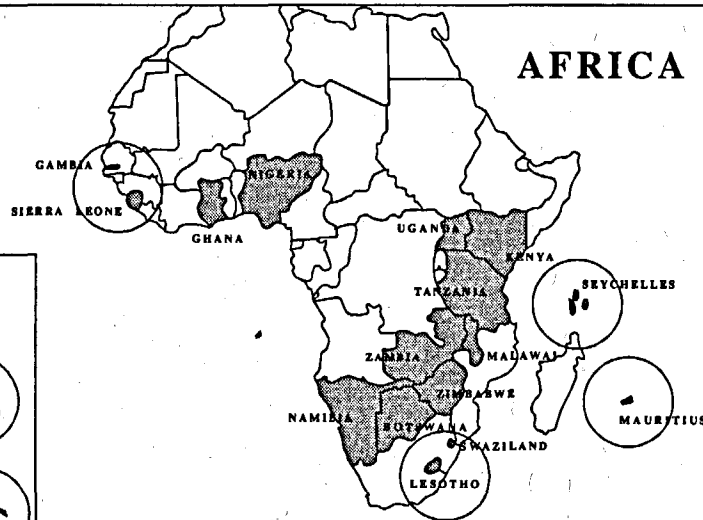 AFRICA
GAMBIA
NIGERIA
SIERRA LEONE
GHANA
UGANDA
KENYA
TANZANIA
SEYCHELLES
ZAMBIA
MALAWAI
ZIMBABWE
NAMIBIA
BOTSWANA
MAURITIUS
SWAZILAND
LESOTHO